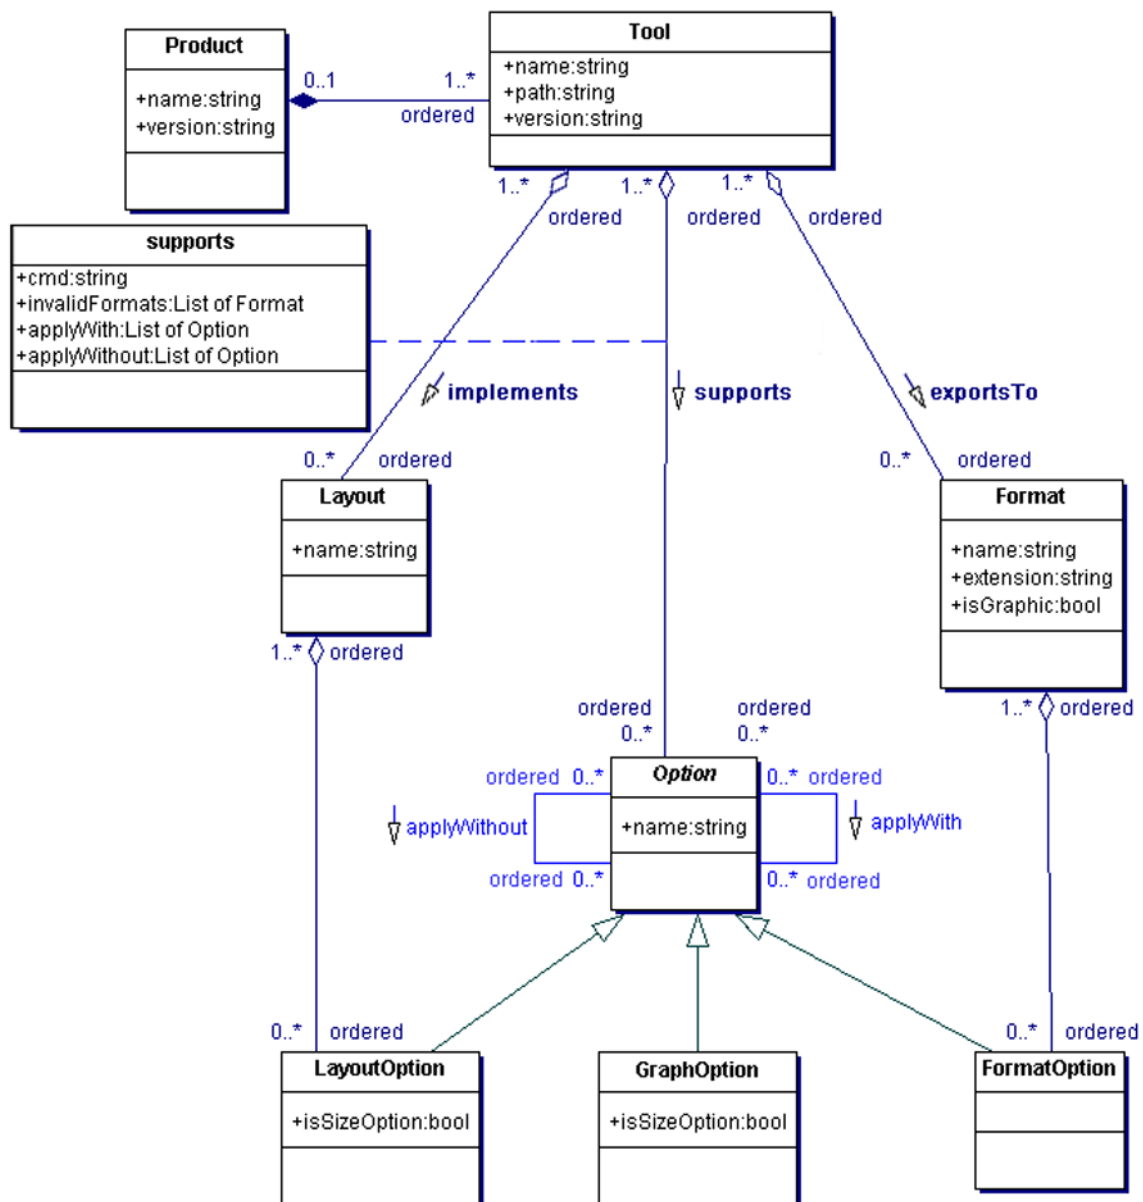 Product
+name:string
+version:string
0..1
1..*
ordered
Tool
+name:string
+path:string
+version:string
1..*
ordered
1..*
ordered
1..*
ordered
supports
+cmd:string
+invalidFormats:List of Format
+applyWith:List of Option
+applyWithout:List of Option
implements
supports
exportsTo
0..*
ordered
0..*
ordered
Layout
+name:string
Format
+name:string
+extension:string
+isGraphic:bool
1..*
ordered
1..*
ordered
ordered
0..*
ordered
0..*
ordered 0..*
Option
0..* ordered
+name:string
applyWithout
applyWith
ordered 0..*
0..* ordered
0..*
ordered
0..*
ordered
LayoutOption
+isSizeOption:bool
GraphOption
+isSizeOption:bool
FormatOption